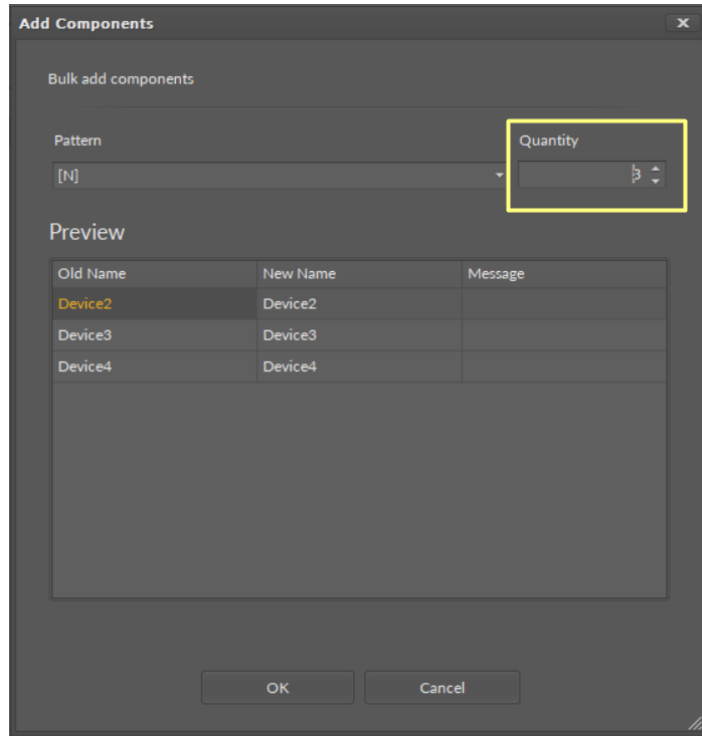 Add Components
Bulk add components
Pattern Quantity
[N] 3
Preview
Old Name New Name Message
Device2 Device2
Device3 Device3
Device4 Device4
OK Cancel